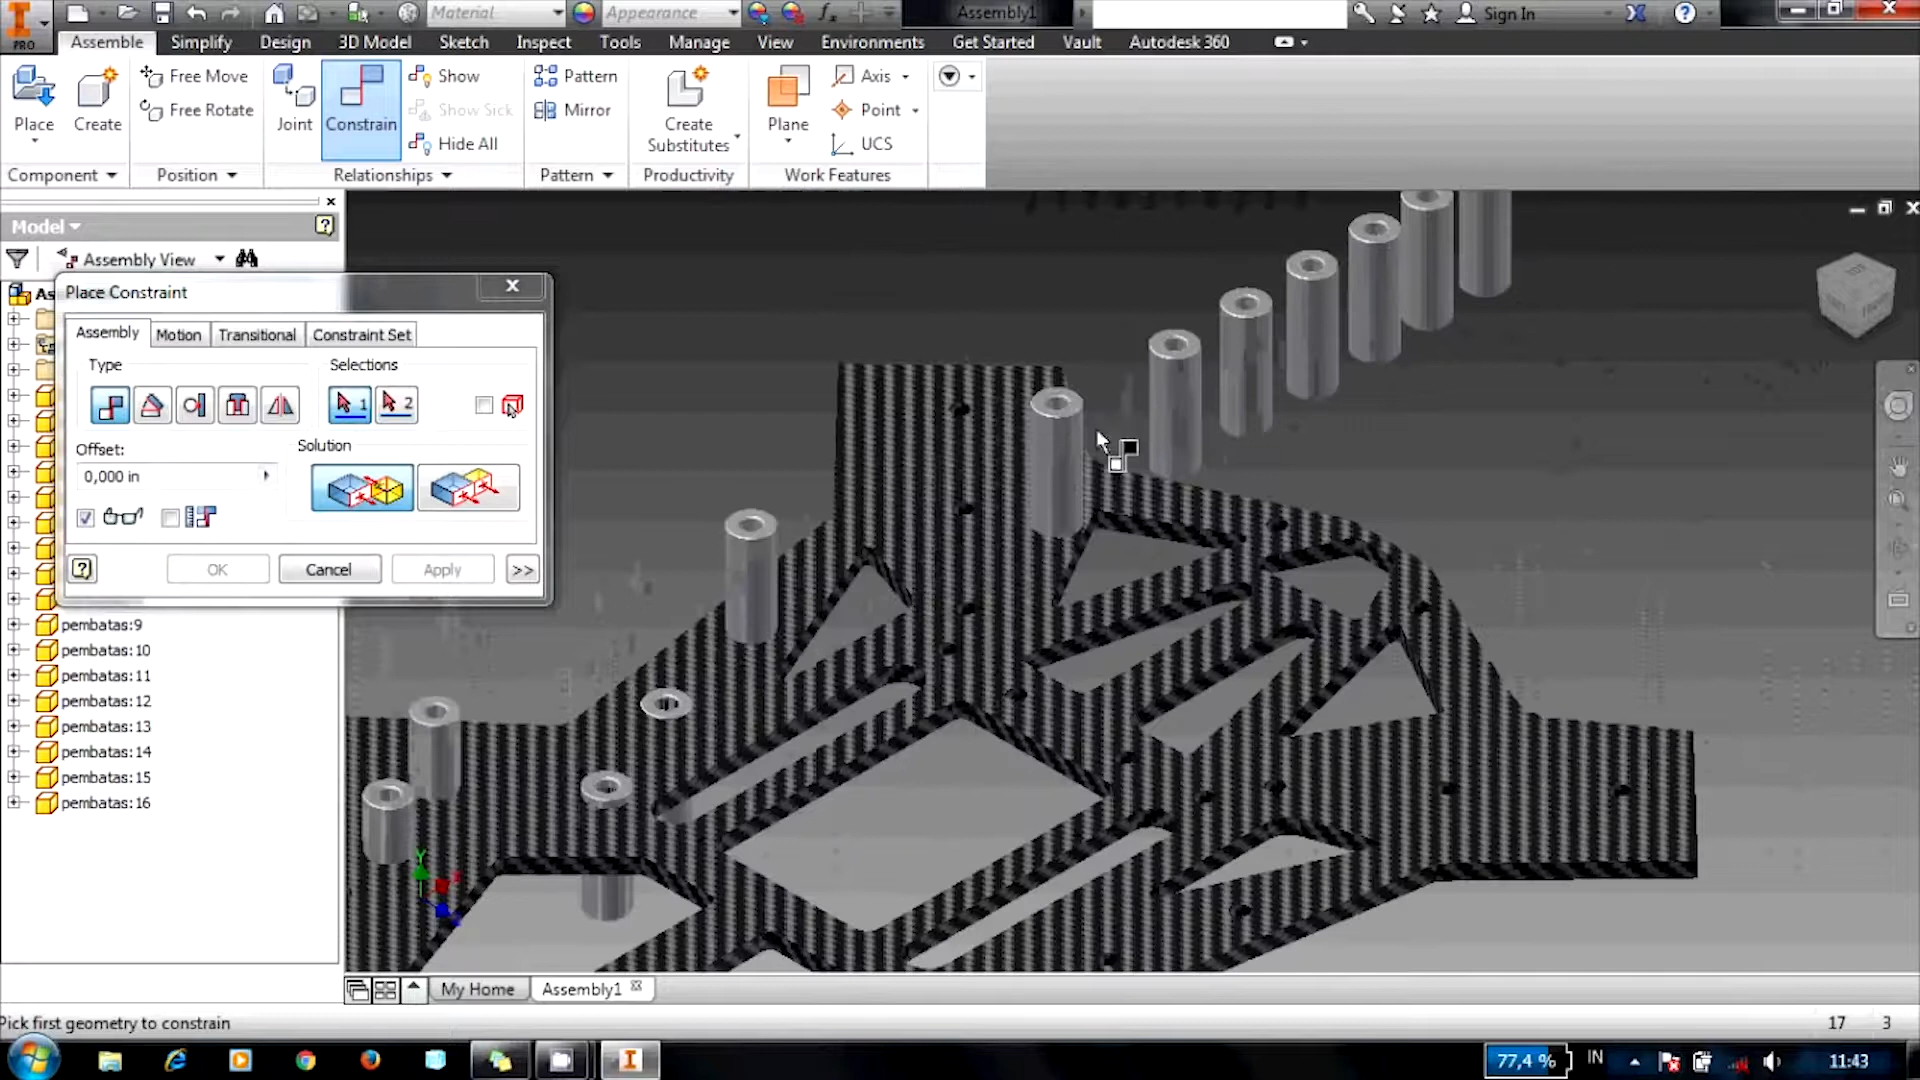 PRO
Material
Appearance
Assembly1
Sign In
Assemble
Simplify
Design
3D Model
Sketch
Inspect
Tools
Manage
View
Environments
Get Started
Vault
Autodesk 360
Place
Create
Free Move
Free Rotate
Joint
Constrain
Show
Show Sick
Hide All
Pattern
Mirror
Create
Substitutes
Plane
Axis
Point
UCS
Component
Position
Relationships
Pattern
Productivity
Work Features
Model
Assembly View
As
Place Constraint
Assembly
Motion
Transitional
Constraint Set
Type
Selections
1
2
Offset:
Solution
0,000 in
OK
Cancel
Apply
>>
pembatas:9
pembatas:10
pembatas:11
pembatas:12
pembatas:13
pembatas:14
pembatas:15
pembatas:16
Y
My Home
Assembly1
Pick first geometry to constrain
17
3
77,4 %
IN
11:43